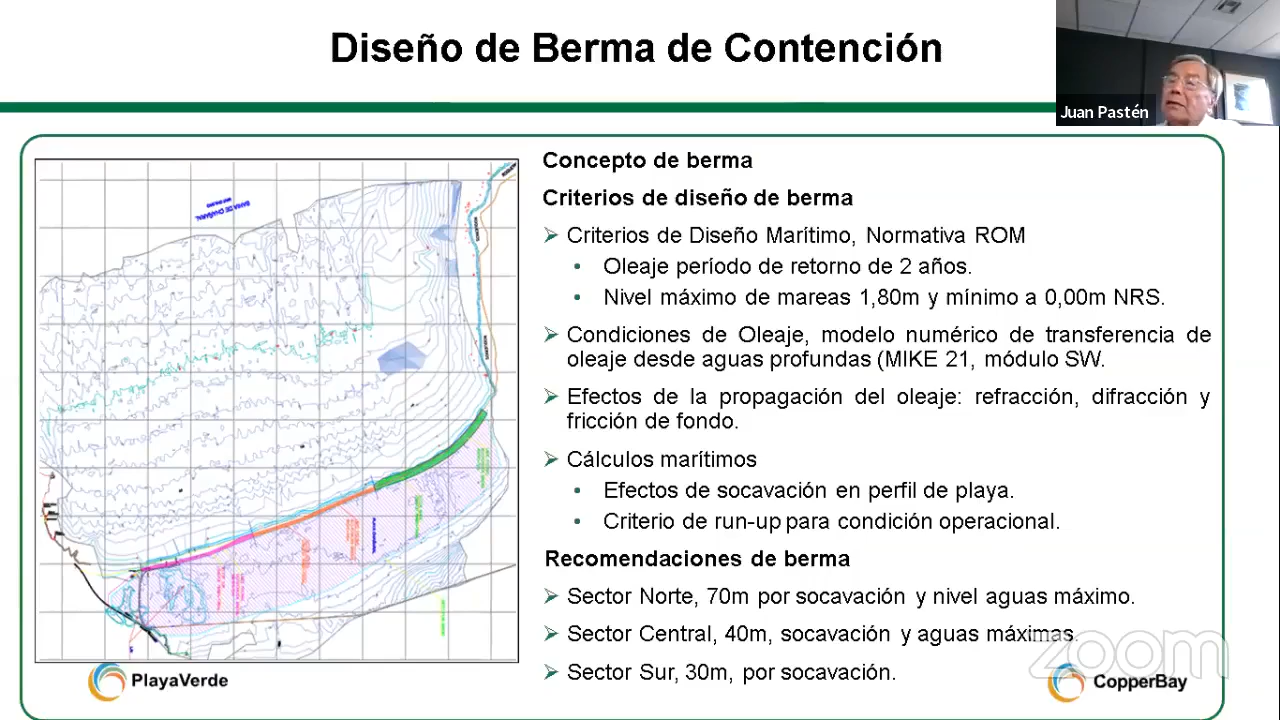 Diseño de Berma de Contención
Juan Pastén
Concepto de berma
Criterios de diseño de berma
Criterios de Diseño Marítimo, Normativa ROM
Oleaje período de retorno de 2 años.
Nivel máximo de mareas 1,80m y mínimo a 0,00m NRS.
Condiciones de Oleaje, modelo numérico de transferencia de
oleaje desde aguas profundas (MIKE 21, módulo SW.
Efectos de la propagación del oleaje: refracción, difracción y
fricción de fondo.
Cálculos marítimos
Efectos de socavación en perfil de playa.
Criterio de run-up para condición operacional.
Recomendaciones de berma
Sector Norte, 70m por socavación y nivel aguas máximo.
Sector Central, 40m, socavación y aguas máximas.
Sector Sur, 30m, por socavación.
BAHIA DE CHAÑARAL
PlayaVerde
zoom
CopperBay